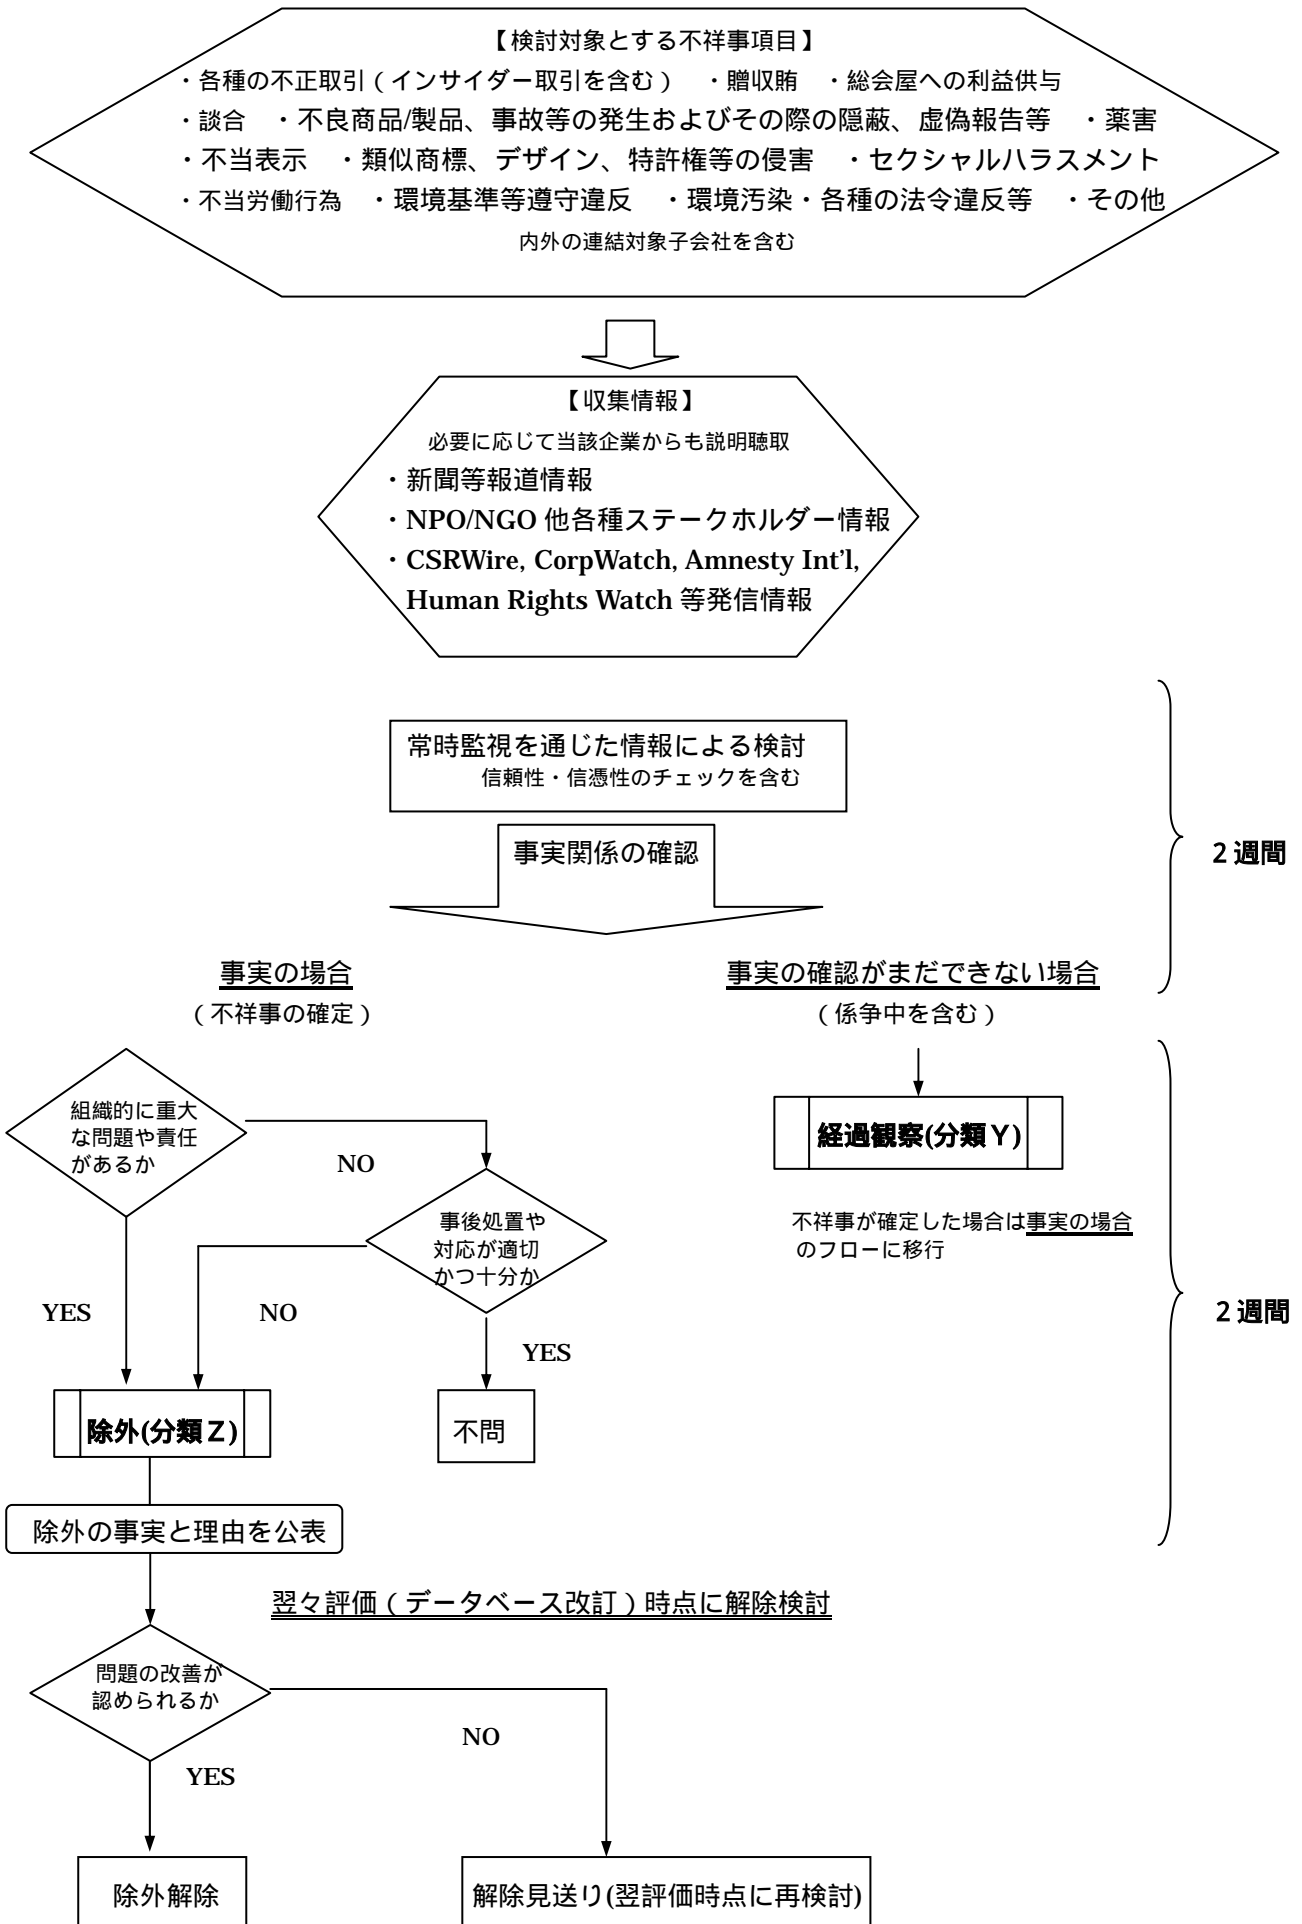 【検討対象とする不祥事項目】
・各種の不正取引（インサイダー取引を含む）　・贈収賄　・総会屋への利益供与
・談合　・不良商品/製品、事故等の発生およびその際の隠蔽、虚偽報告等　・薬害
・不当表示　・類似商標、デザイン、特許権等の侵害　・セクシャルハラスメント
・不当労働行為　・環境基準等遵守違反　・環境汚染・各種の法令違反等　・その他
内外の連結対象子会社を含む
【収集情報】
必要に応じて当該企業からも説明聴取
・新聞等報道情報
・NPO/NGO 他各種ステークホルダー情報
・CSRWire, CorpWatch, Amnesty Int’l,
Human Rights Watch 等発信情報
常時監視を通じた情報による検討
信頼性・信憑性のチェックを含む
事実関係の確認
2 週間
事実の場合
（不祥事の確定）
事実の確認がまだできない場合
（係争中を含む）
組織的に重大
な問題や責任
があるか
NO
経過観察(分類Ｙ)
事後処置や
対応が適切
かつ十分か
不祥事が確定した場合は事実の場合
のフローに移行
YES
NO
2 週間
YES
除外(分類Ｚ)
不問
除外の事実と理由を公表
翌々評価（データベース改訂）時点に解除検討
問題の改善が
認められるか
NO
YES
除外解除
解除見送り(翌評価時点に再検討)